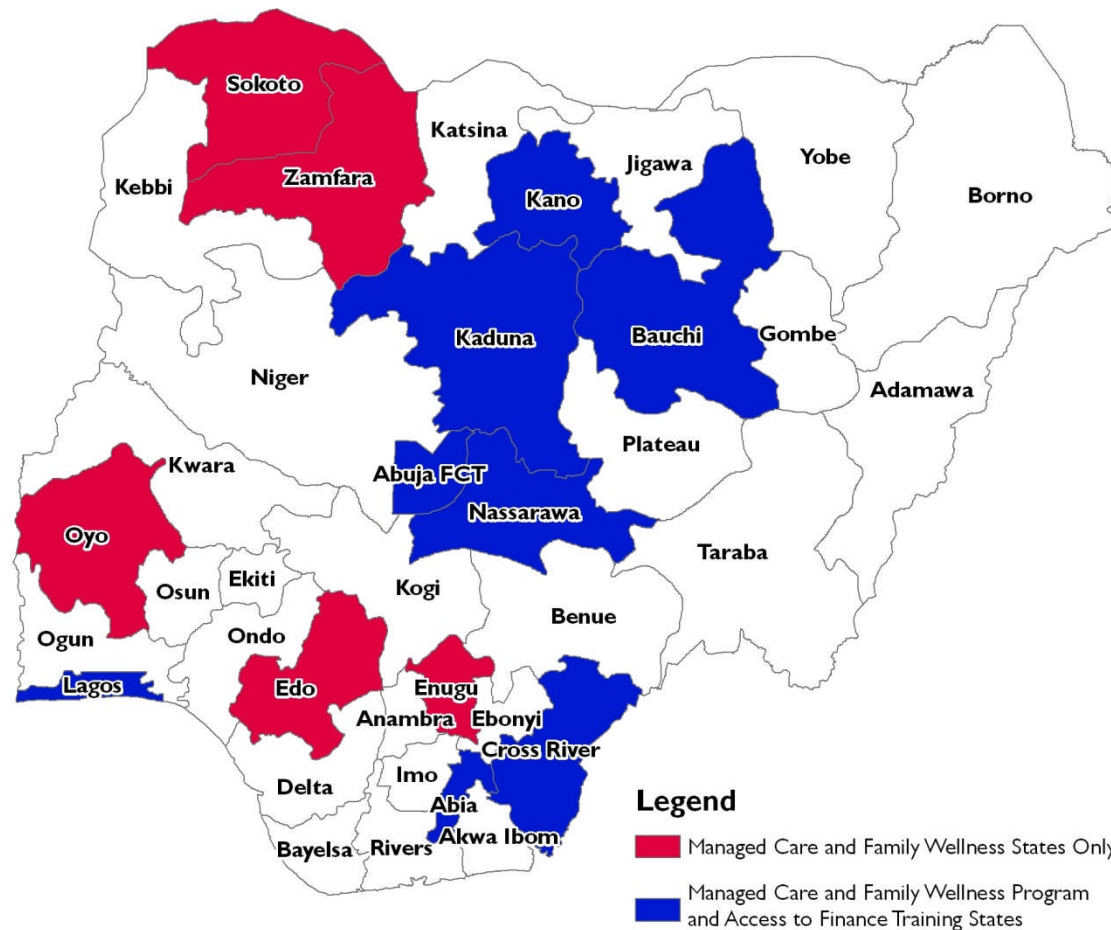 Sokoto
Katsina
Jigawa
Yobe
Kebbi
Zamfara
Kano
Borno
Kaduna
Bauchi
Gombe
Niger
Adamawa
Plateau
Kwara
Abuja FCT
Nassarawa
Oyo
Taraba
Osun
Ekiti
Kogi
Benue
Ogun
Ondo
Lagos
Edo
Enugu
Anambra
Ebonyi
Cross River
Imo
Delta
Abia
Akwa Ibom
Bayelsa
Rivers
Legend
Managed Care and Family Wellness States Only
Managed Care and Family Wellness Program
and Access to Finance Training States